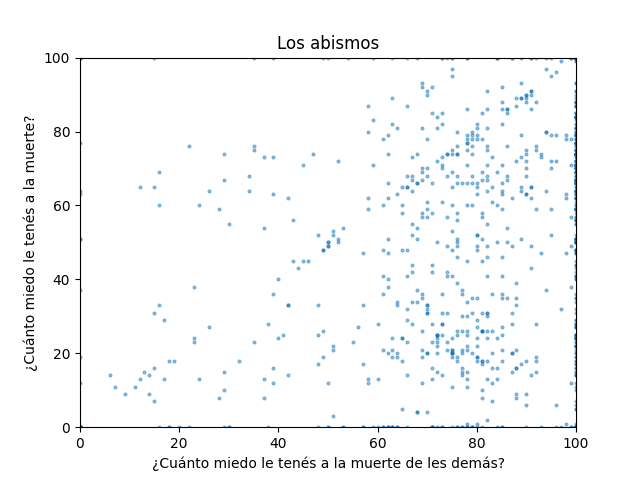 Los abismos
100
80
60
40
20
0
¿Cuánto miedo le tenés a la muerte?
0 20 40 60 80 100
¿Cuánto miedo le tenés a la muerte de les demás?